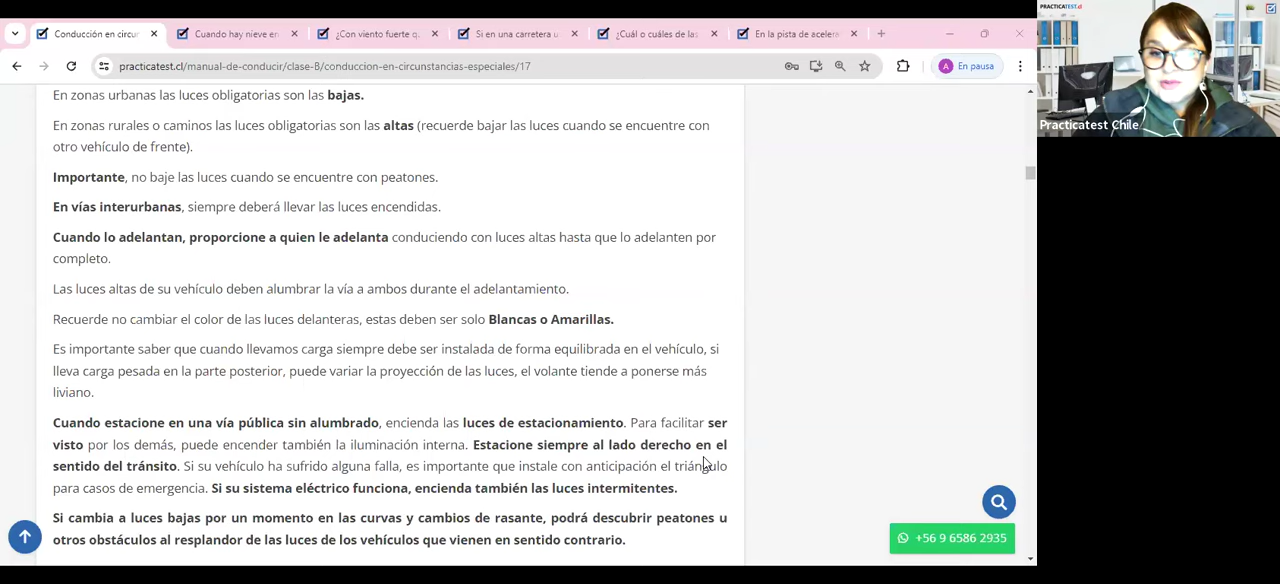 Conducción en circur
Cuando hay nieve en
¿Con viento fuerte q
Si en una carretera u
¿Cuál o cuáles de las
En la pista de acelera
practicatest.cl/manual-de-conducir/clase-B/conduccion-en-circunstancias-especiales/17
A En pausa
PRACTICATEST.cl
Practicatest Chile
En zonas urbanas las luces obligatorias son las bajas.
En zonas rurales o caminos las luces obligatorias son las altas (recuerde bajar las luces cuando se encuentre con
otro vehículo de frente).
Importante, no baje las luces cuando se encuentre con peatones.
En vías interurbanas, siempre deberá llevar las luces encendidas.
Cuando lo adelantan, proporcione a quien le adelanta conduciendo con luces altas hasta que lo adelanten por
completo.
Las luces altas de su vehículo deben alumbrar la vía a ambos durante el adelantamiento.
Recuerde no cambiar el color de las luces delanteras, estas deben ser solo Blancas o Amarillas.
Es importante saber que cuando llevamos carga siempre debe ser instalada de forma equilibrada en el vehículo, si
lleva carga pesada en la parte posterior, puede variar la proyección de las luces, el volante tiende a ponerse más
liviano.
Cuando estacione en una vía pública sin alumbrado, encienda las luces de estacionamiento. Para facilitar ser
visto por los demás, puede encender también la iluminación interna. Estacione siempre al lado derecho en el
sentido del tránsito. Si su vehículo ha sufrido alguna falla, es importante que instale con anticipación el triángulo
para casos de emergencia. Si su sistema eléctrico funciona, encienda también las luces intermitentes.
Si cambia a luces bajas por un momento en las curvas y cambios de rasante, podrá descubrir peatones u
otros obstáculos al resplandor de las luces de los vehículos que vienen en sentido contrario.
+56 9 6586 2935